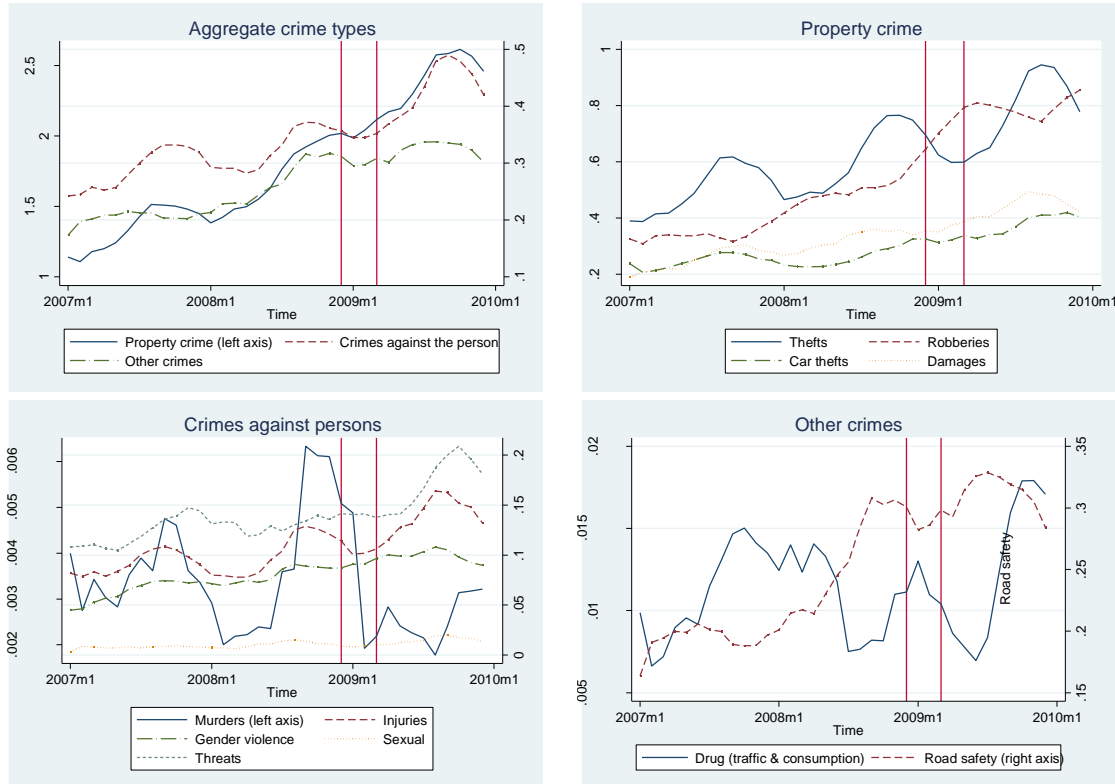 Aggregate crime types
2.5
2
1.5
1
.5
.4
.3
.2
.1
2007m1 2008m1 2009m1 2010m1
Time
Property crime (left axis) Crimes against the person
Other crimes
Property crime
1
.8
.6
.4
.2
2007m1 2008m1 2009m1 2010m1
Time
Thefts Robberies
Car thefts Damages
Crimes against persons
.006
.005
.004
.003
.002
.2
.15
.1
.05
0
2007m1 2008m1 2009m1 2010m1
Time
Murders (left axis) Injuries
Gender violence Sexual
Threats
Other crimes
.02
.015
.01
.005
.35
.3
.25
.2
.15
Road safety
2007m1 2008m1 2009m1 2010m1
Time
Drug (traffic & consumption) Road safety (right axis)